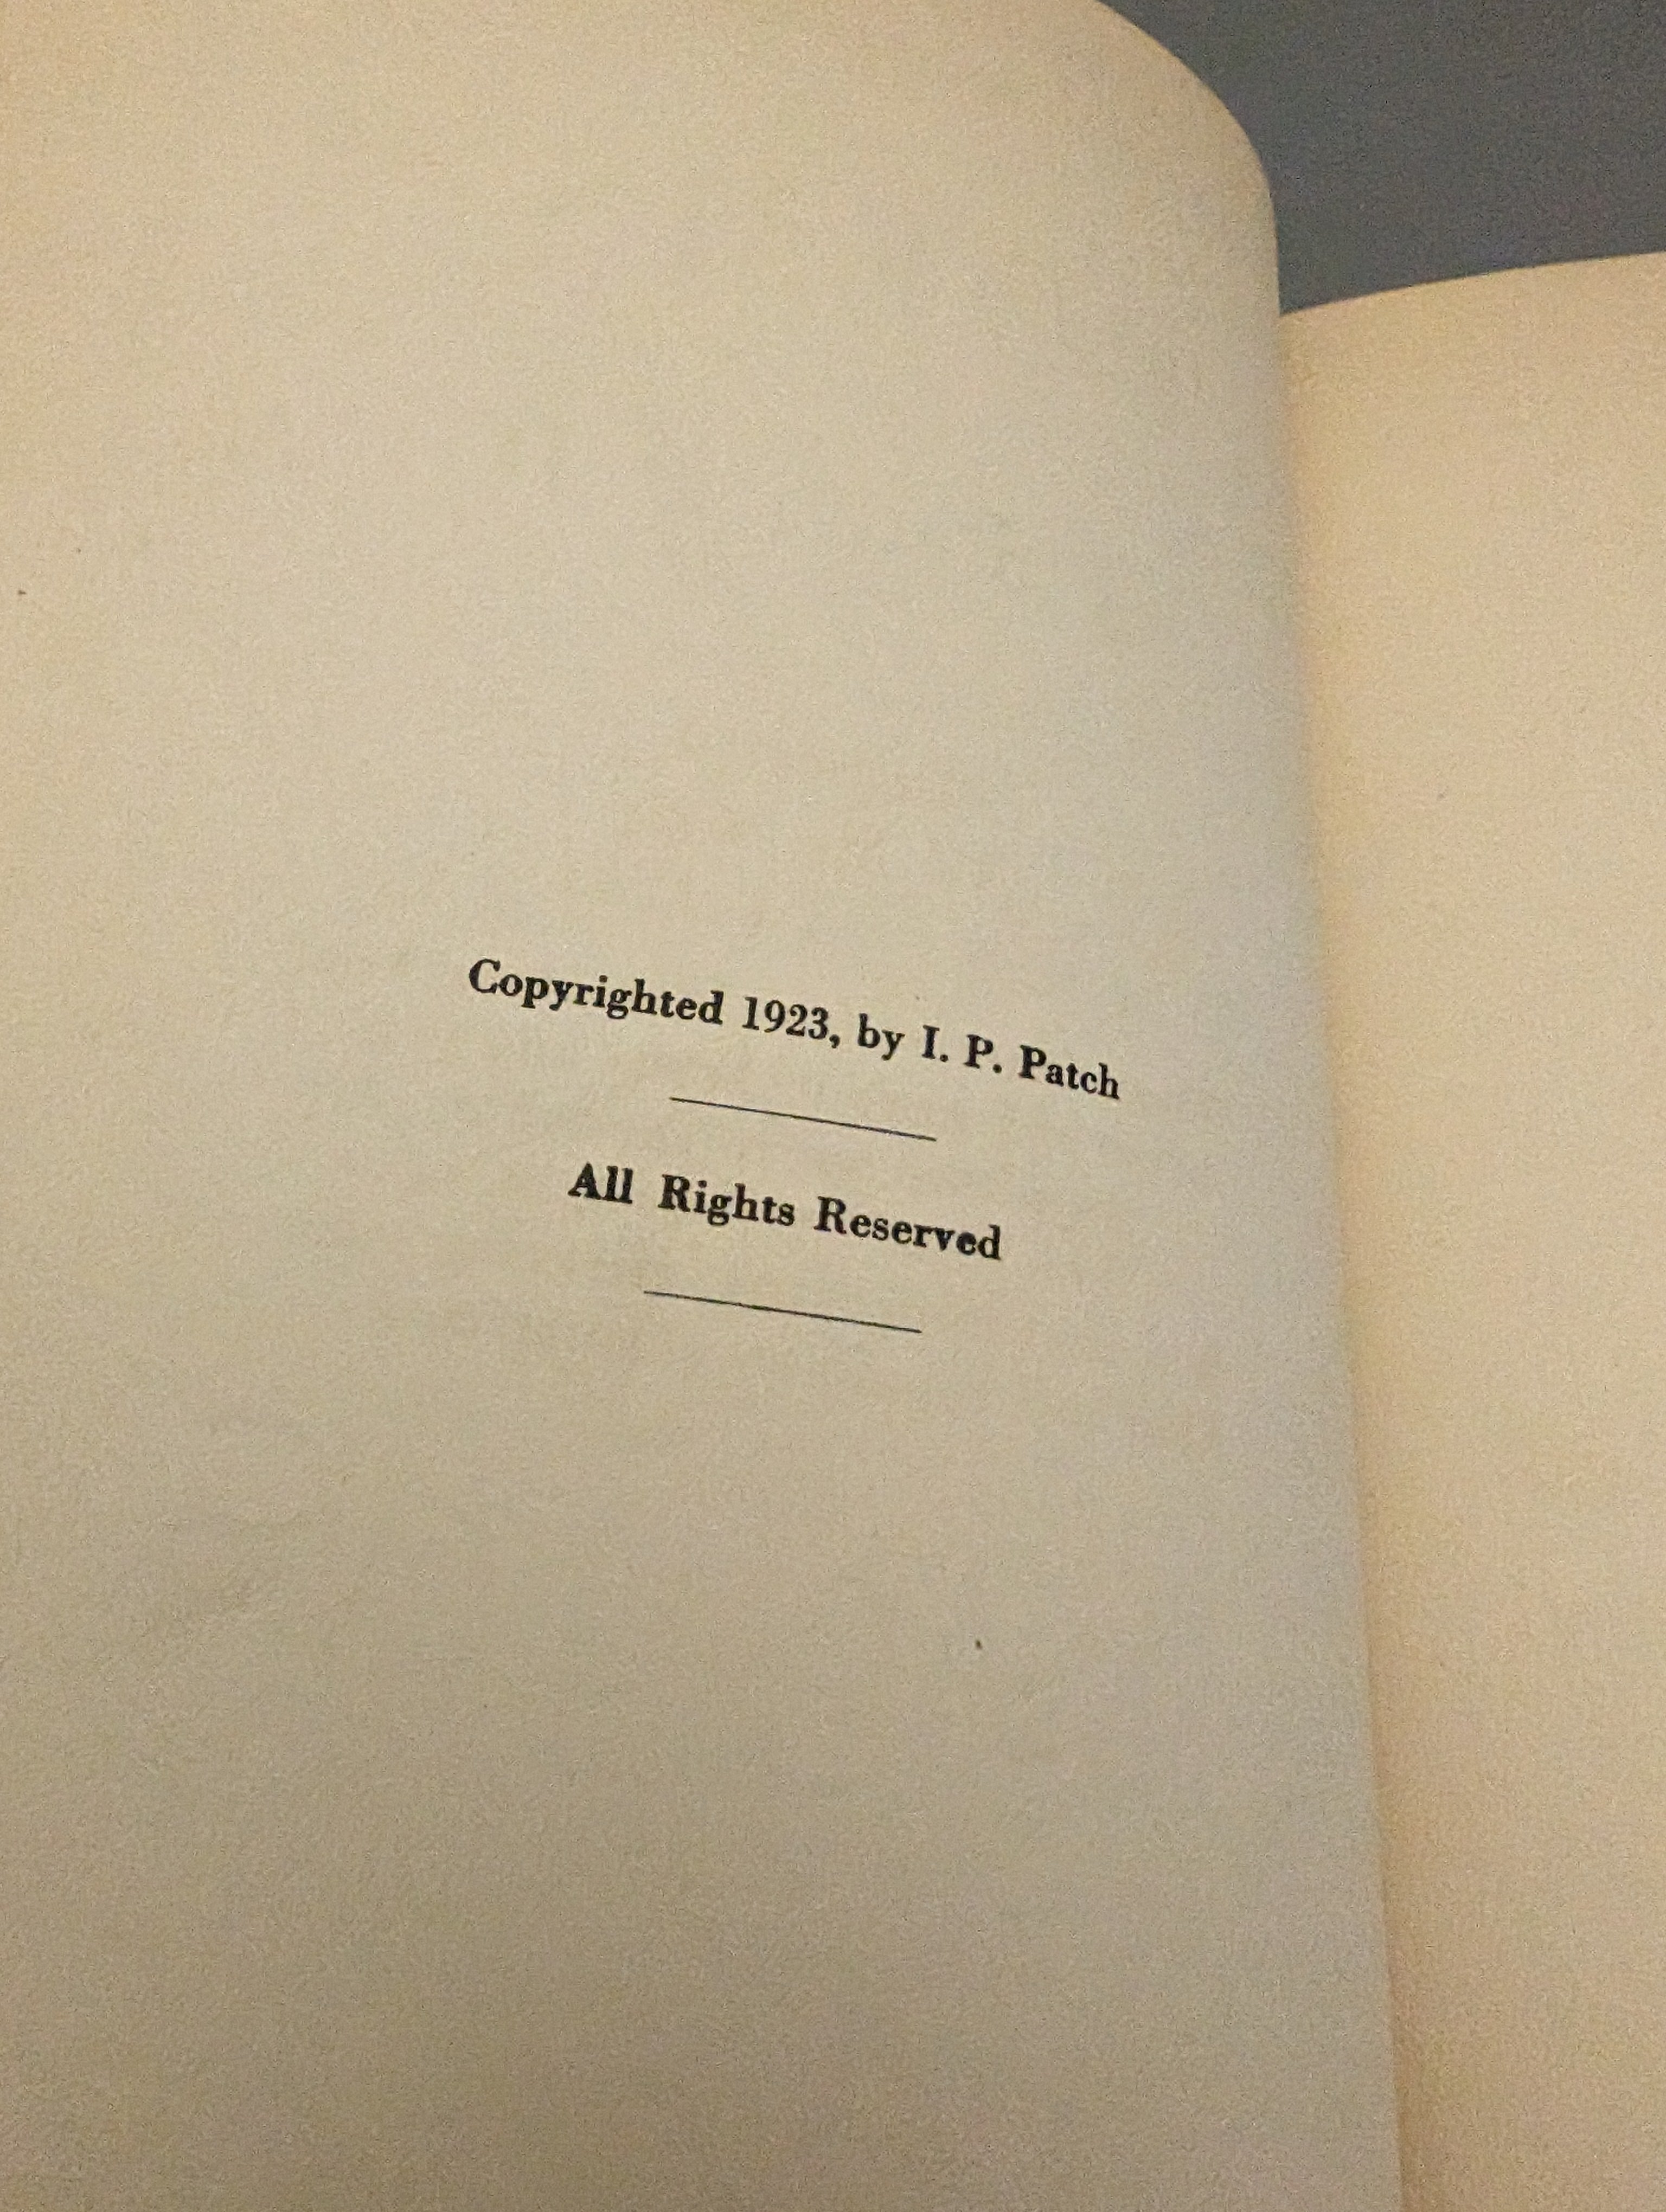 Copyrighted 1923, by I. P. Patch
All Rights Reserved